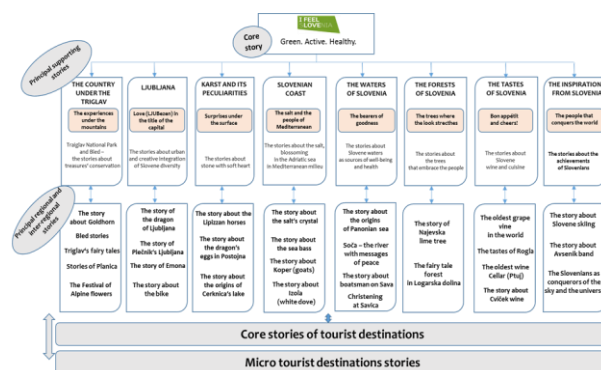 I FEEL
SLOVENIA
Green. Active. Healthy.
Core
story
Principal supporting
stories
THE COUNTRY
UNDER THE
TRIGLAV
The experiences
under the
mountains
Triglav National Park
and Bled –
the stories about
treasures' conservation
LJUBLJANA
Love (LJUBezan) in
the title of the
capital
The stories about urban
and creative integration
of Slovene diversity
KARST AND ITS
PECULIARITIES
Surprises under
the surface
The stories about
stone with soft heart
SLOVENIAN
COAST
The salt and the
people of
Mediterranean
The stories about the salt,
blossoming
in the Adriatic sea
in Mediterranean milieu
THE WATERS
OF SLOVENIA
The bearers of
goodness
The stories about
Slovene waters
as sources of well-being
and health
THE FORESTS
OF SLOVENIA
The trees where
the look streches
The stories about
the trees
that embrace the people
THE TASTES
OF SLOVENIA
Bon appétit
and cheers!
The stories about
Slovene
wine and cuisine
THE INSPIRATION
FROM SLOVENIA
The people that
conquers the
world
The stories about the
achievements
of Slovenians
Principal regional and
interregional
stories
The story
about Goldhorn
Bled stories
Triglav's fairy tales
Stories of Planica
The Festival of
Alpine flowers
The story of
the dragon
of Ljubljana
The story of
Plečnik's Ljubljana
The story of Emona
The story about
the bike
The story about the
Lipizzan horses
The story about
the dragon's
eggs in Postojna
The story about
the origins of
Cerknica's lake
The story about
the salt's crystal
The story about
the sea bass
The story about
Koper (goats)
The story about
Izola
(white dove)
The story about
the origins
of Panonian sea
Soča – the river
with messages
of peace
The story about
boatsman on Sava
Christening
at Savica
The story of
Najevska
lime tree
The fairy tale
forest
in Logarska dolina
The oldest grape
vine
in the world
The tastes of Rogla
The oldest wine
Cellar (Ptuj)
The story about
Cviček wine
The story about
Slovene skiing
The story about
Avsenik band
The Slovenians as
conquerors of the
sky and the univers
Core stories of tourist destinations
Micro tourist destinations stories